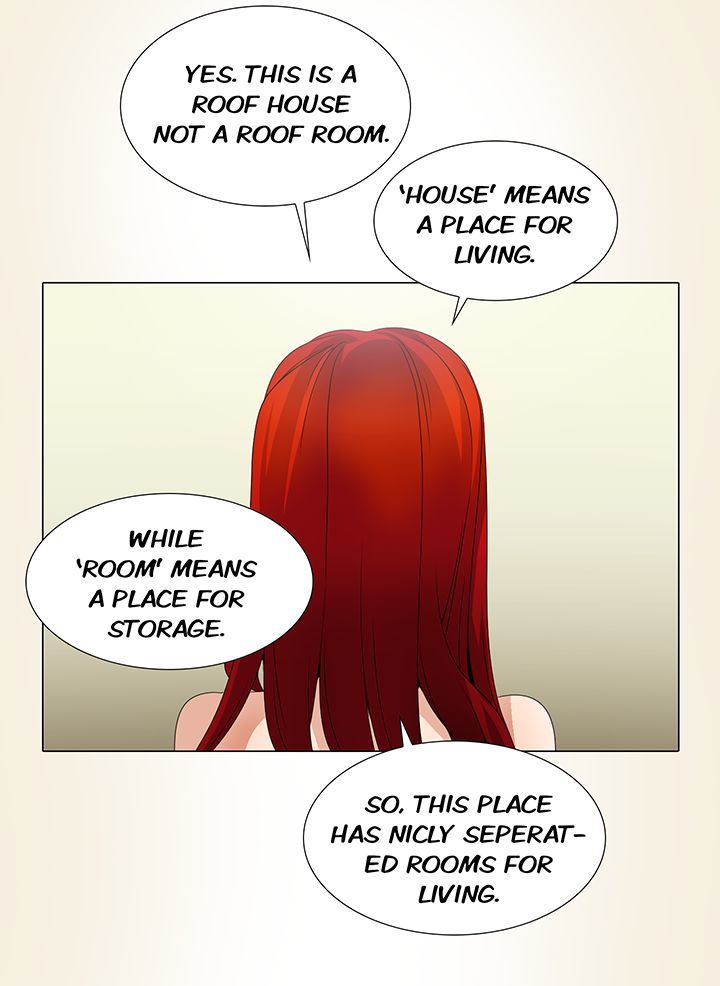 YES. THIS IS A
ROOF HOUSE
NOT A ROOF ROOM.
'HOUSE' MEANS
A PLACE FOR
LIVING.
WHILE
'ROOM' MEANS
A PLACE FOR
STORAGE.
SO, THIS PLACE
HAS NICLY SEPERAT-
ED ROOMS FOR
LIVING.